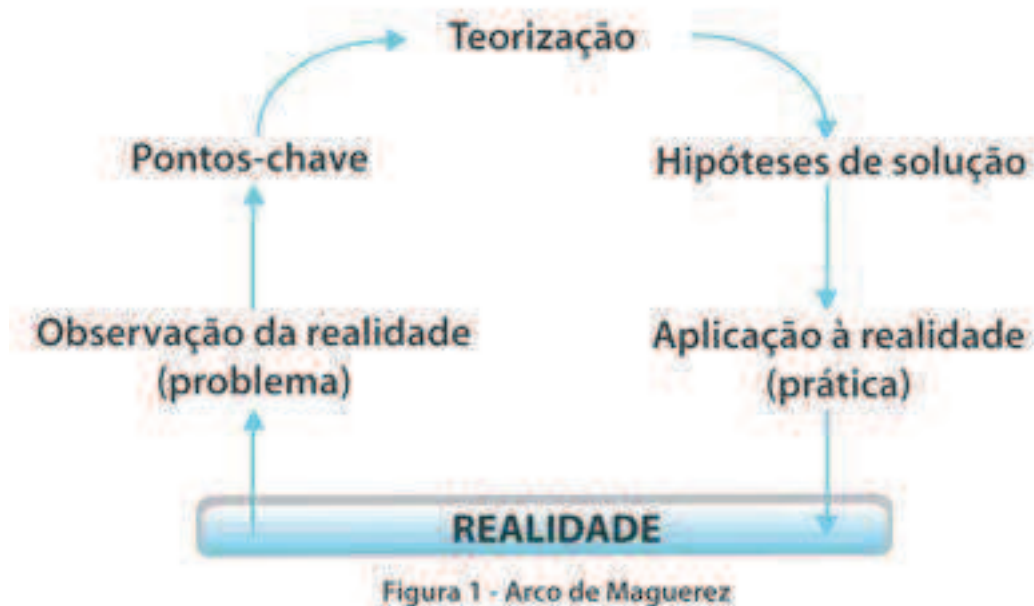 Teorização
Pontos-chave
Hipóteses de solução
Observação da realidade
(problema)
Aplicação à realidade
(prática)
REALIDADE
Figura 1 - Arco de Maguerez